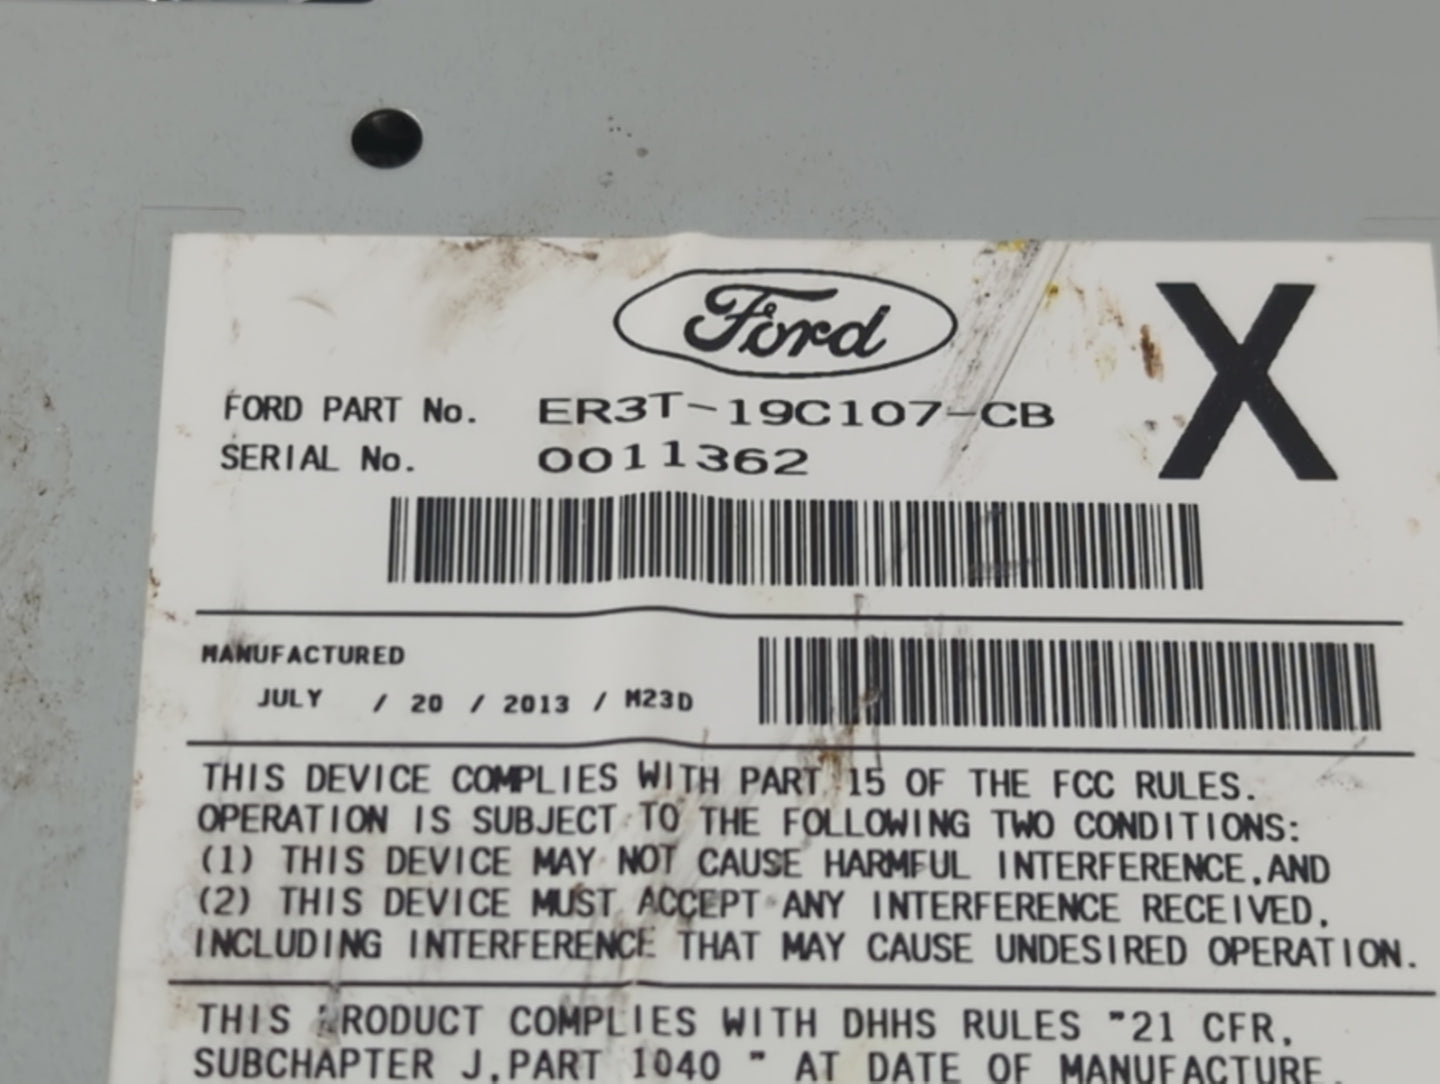 Ford
X
FORD PART No. ER3T-19C107-CB
SERIAL No. 0011362
MANUFACTURED
JULY / 20 / 2013 / M23D
THIS DEVICE COMPLIES WITH PART 15 OF THE FCC RULES.
OPERATION IS SUBJECT TO THE FOLLOWING TWO CONDITIONS:
(1) THIS DEVICE MAY NOT CAUSE HARMFUL INTERFERENCE,AND
(2) THIS DEVICE MUST ACCEPT ANY INTERFERENCE RECEIVED,
INCLUDING INTERFERENCE THAT MAY CAUSE UNDESIRED OPERATION.
THIS PRODUCT COMPLIES WITH DHHS RULES "21 CFR,
SUBCHAPTER J,PART 1040 " AT DATE OF MANUFACTURE.